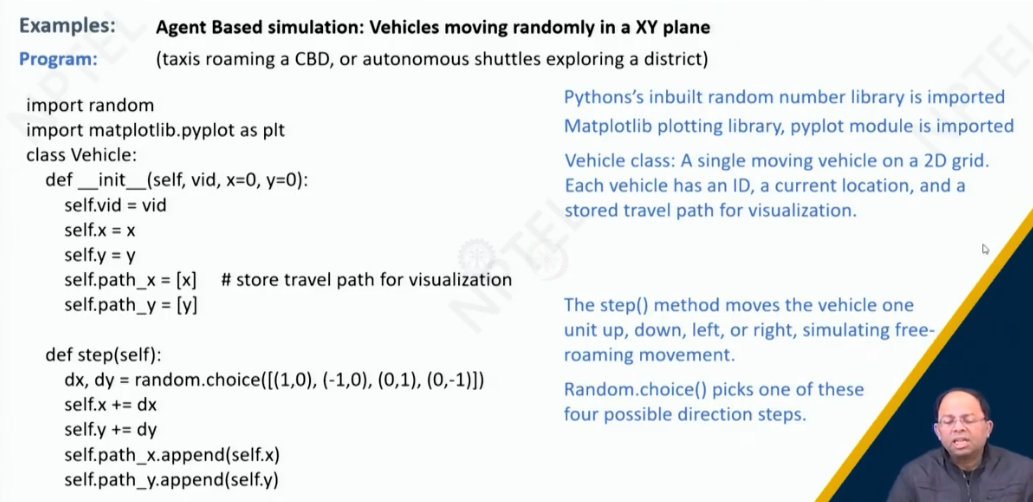 Examples: Agent Based simulation: Vehicles moving randomly in a XY plane
Program: (taxis roaming a CBD, or autonomous shuttles exploring a district)
import random
import matplotlib.pyplot as plt
class Vehicle:
def __init__(self, vid, x=0, y=0):
self.vid = vid
self.x = x
self.y = y
self.path_x = [x] # store travel path for visualization
self.path_y = [y]
def step(self):
dx, dy = random.choice([(1,0), (-1,0), (0,1), (0,-1)])
self.x += dx
self.y += dy
self.path_x.append(self.x)
self.path_y.append(self.y)
Pythons's inbuilt random number library is imported
Matplotlib plotting library, pyplot module is imported
Vehicle class: A single moving vehicle on a 2D grid.
Each vehicle has an ID, a current location, and a
stored travel path for visualization.
The step() method moves the vehicle one
unit up, down, left, or right, simulating free-
roaming movement.
Random.choice() picks one of these
four possible direction steps.
NPTEL
NPTEL
NPTEL